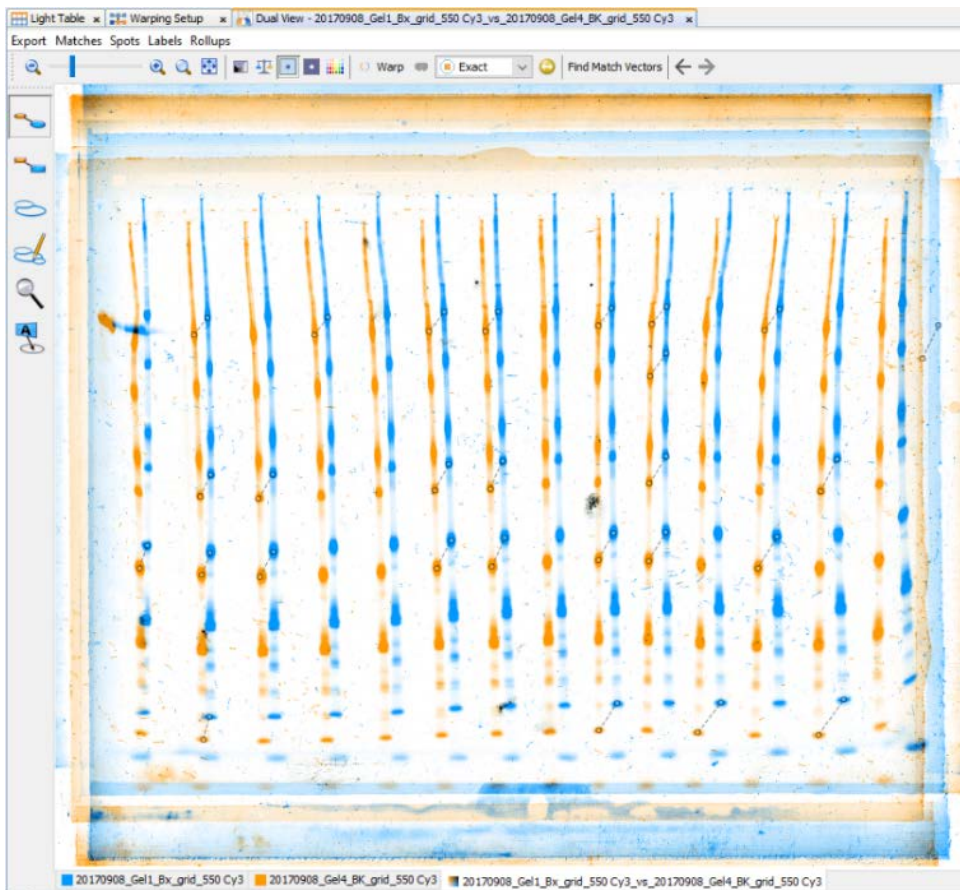 Light Table × Warping Setup × Dual View - 20170908_Gel1_Bx_grid_550 Cy3_vs_20170908_Gel4_BK_grid_550 Cy3 ×
Export Matches Spots Labels Rollups
Warp Exact Find Match Vectors
A
20170908_Gel1_Bx_grid_550 Cy3 20170908_Gel4_BK_grid_550 Cy3 20170908_Gel1_Bx_grid_550 Cy3_vs_20170908_Gel4_BK_grid_550 Cy3